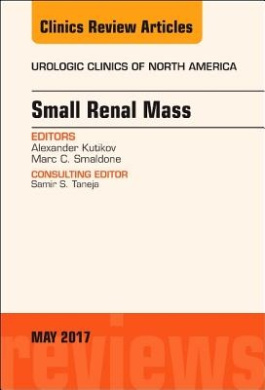 Clinics Review Articles
UROLOGIC CLINICS OF NORTH AMERICA
Small Renal Mass
EDITORS
Alexander Kutikov
Marc C. Smaldone
CONSULTING EDITOR
Samir S. Taneja
MAY 2017
reviews